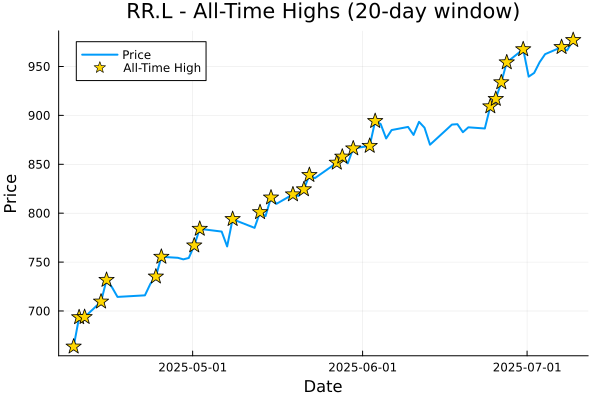 RR.L - All-Time Highs (20-day window)
Price
All-Time High
950
900
850
800
750
700
Price
2025-05-01
2025-06-01
2025-07-01
Date